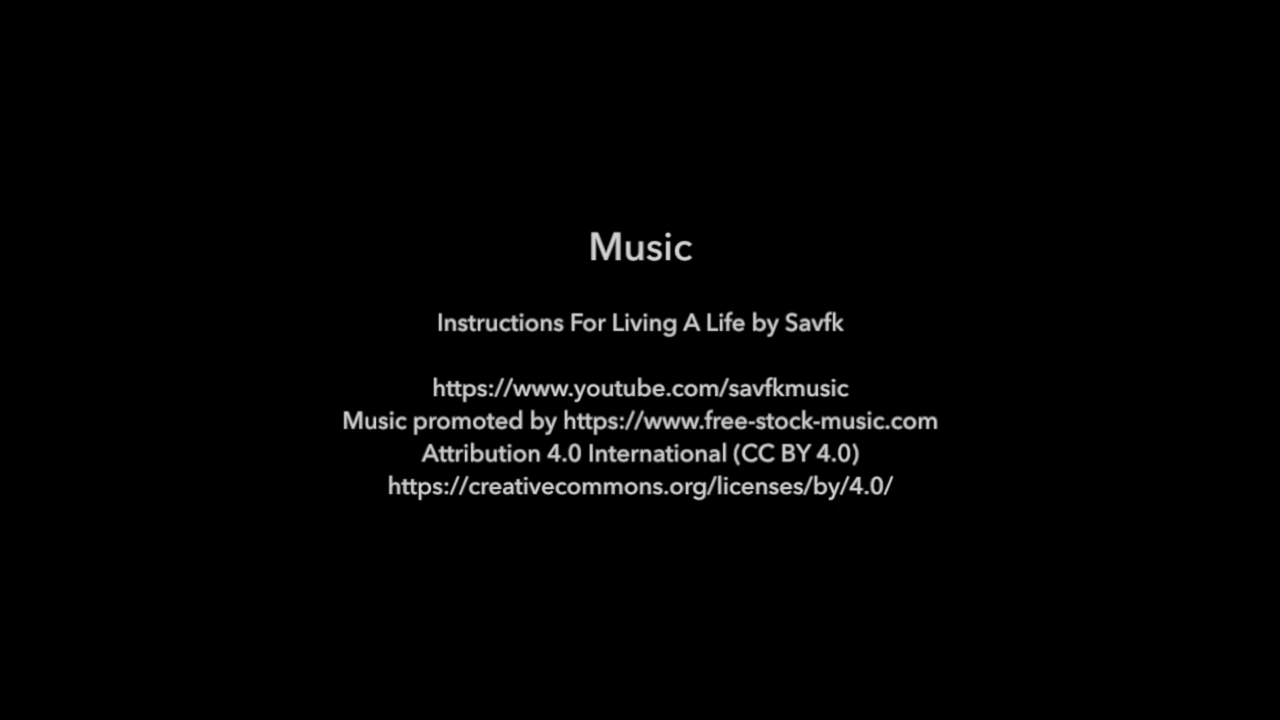 Music
Instructions For Living A Life by Savfk
https://www.youtube.com/savfkmusic
Music promoted by https://www.free-stock-music.com
Attribution 4.0 International (CC BY 4.0)
https://creativecommons.org/licenses/by/4.0/